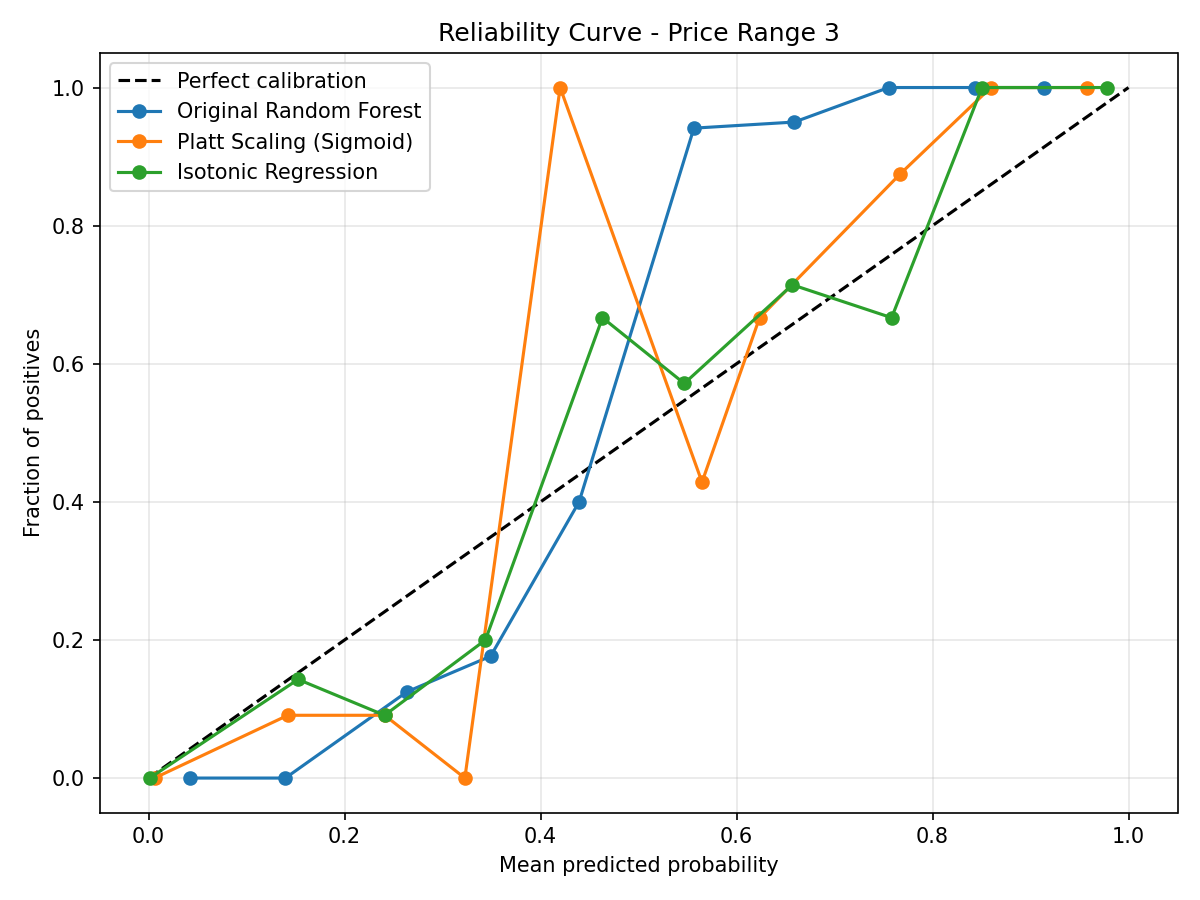 Reliability Curve - Price Range 3
Perfect calibration
Original Random Forest
Platt Scaling (Sigmoid)
Isotonic Regression
Fraction of positives
1.0
0.8
0.6
0.4
0.2
0.0
0.0 0.2 0.4 0.6 0.8 1.0
Mean predicted probability